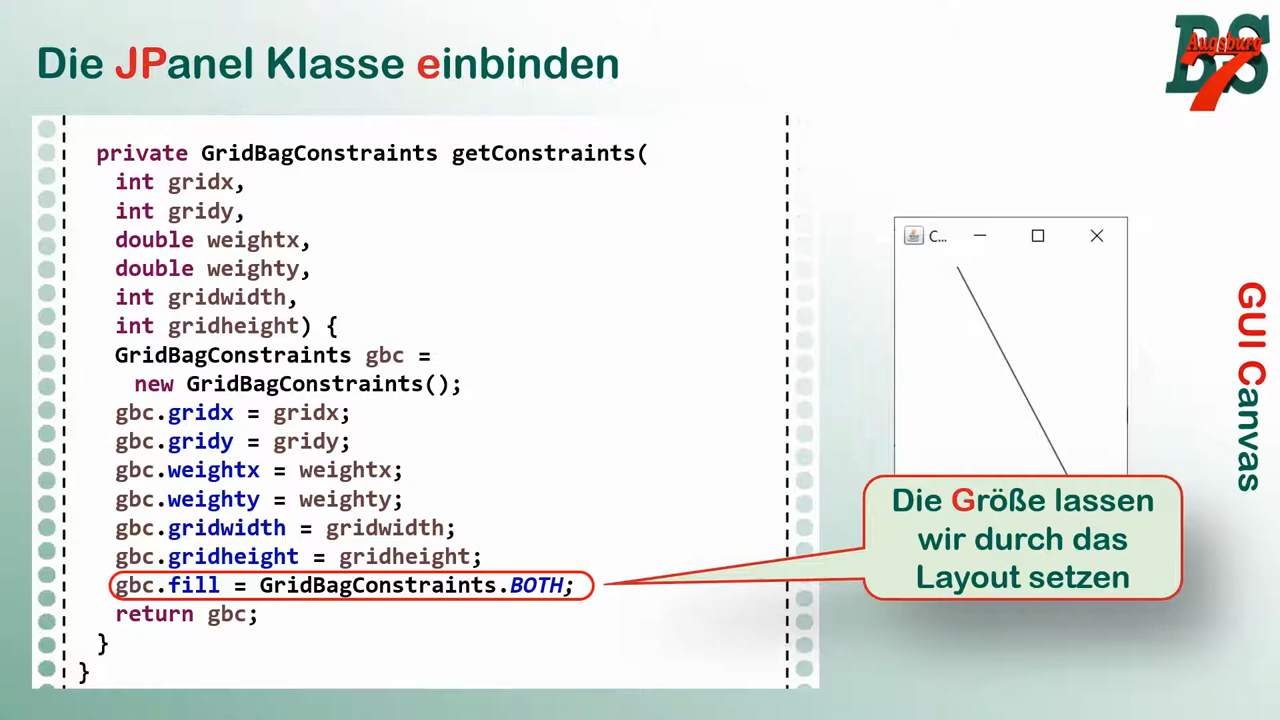 Die JPanel Klasse einbinden
BS
Augsburg
7
private GridBagConstraints getConstraints(
int gridx,
int gridy,
double weightx,
double weighty,
int gridwidth,
int gridheight) {
GridBagConstraints gbc =
new GridBagConstraints();
gbc.gridx = gridx;
gbc.gridy = gridy;
gbc.weightx = weightx;
gbc.weighty = weighty;
gbc.gridwidth = gridwidth;
gbc.gridheight = gridheight;
gbc.fill = GridBagConstraints.BOTH;
return gbc;
}
}
C...
Die Größe lassen
wir durch das
Layout setzen
GUI Canvas